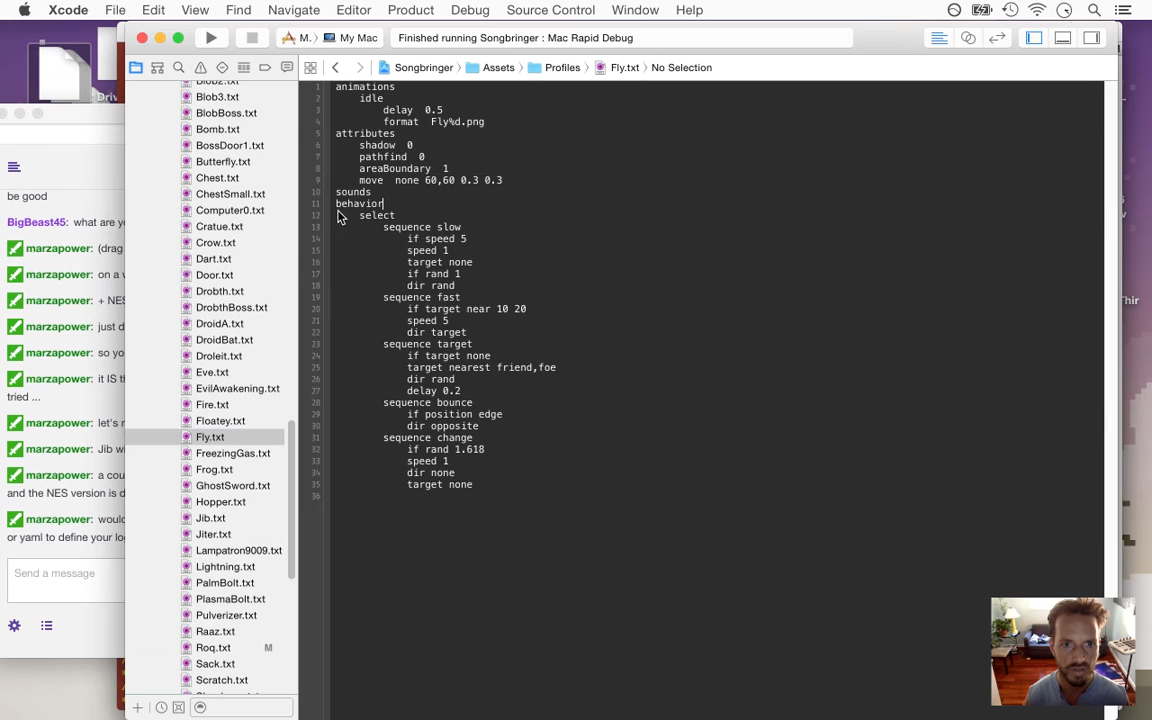 Xcode File Edit View Find Navigate Editor Product Debug Source Control Window Help
M. My Mac Finished running Songbringer : Mac Rapid Debug
Songbringer Assets Profiles Fly.txt No Selection
be good
BigBeast45: what are y
marzapower: (drag
marzapower: on a v
marzapower: + NES
marzapower: just d
marzapower: so yo
marzapower: it IS th
tried ...
marzapower: let's r
marzapower: Jib wi
marzapower: a cou
and the NES version is d
marzapower: would
or yaml to define your lo
Send a message
Blob2.txt
Blob3.txt
BlobBoss.txt
Bomb.txt
BossDoor1.txt
Butterfly.txt
Chest.txt
ChestSmall.txt
Computer0.txt
Cratue.txt
Crow.txt
Dart.txt
Door.txt
Drobth.txt
DrobthBoss.txt
DroidA.txt
DroidBat.txt
Droleit.txt
Eve.txt
EvilAwakening.txt
Fire.txt
Floatey.txt
Fly.txt
FreezingGas.txt
Frog.txt
GhostSword.txt
Hopper.txt
Jib.txt
Jiter.txt
Lampatron9009.txt
Lightning.txt
PalmBolt.txt
PlasmaBolt.txt
Pulverizer.txt
Raaz.txt
Roq.txt M
Sack.txt
Scratch.txt
1 animations
2 idle
3 delay 0.5
4 format Fly%d.png
5 attributes
6 shadow 0
7 pathfind 0
8 areaBoundary 1
9 move none 60,60 0.3 0.3
10 sounds
11 behavior
12 select
13 sequence slow
14 if speed 5
15 speed 1
16 target none
17 if rand 1
18 dir rand
19 sequence fast
20 if target near 10 20
21 speed 5
22 dir target
23 sequence target
24 if target none
25 target nearest friend,foe
26 dir rand
27 delay 0.2
28 sequence bounce
29 if position edge
30 dir opposite
31 sequence change
32 if rand 1.618
33 speed 1
34 dir none
35 target none
36